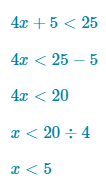 4x + 5 < 25
4x < 25 − 5
4x < 20
x < 20 ÷ 4
x < 5